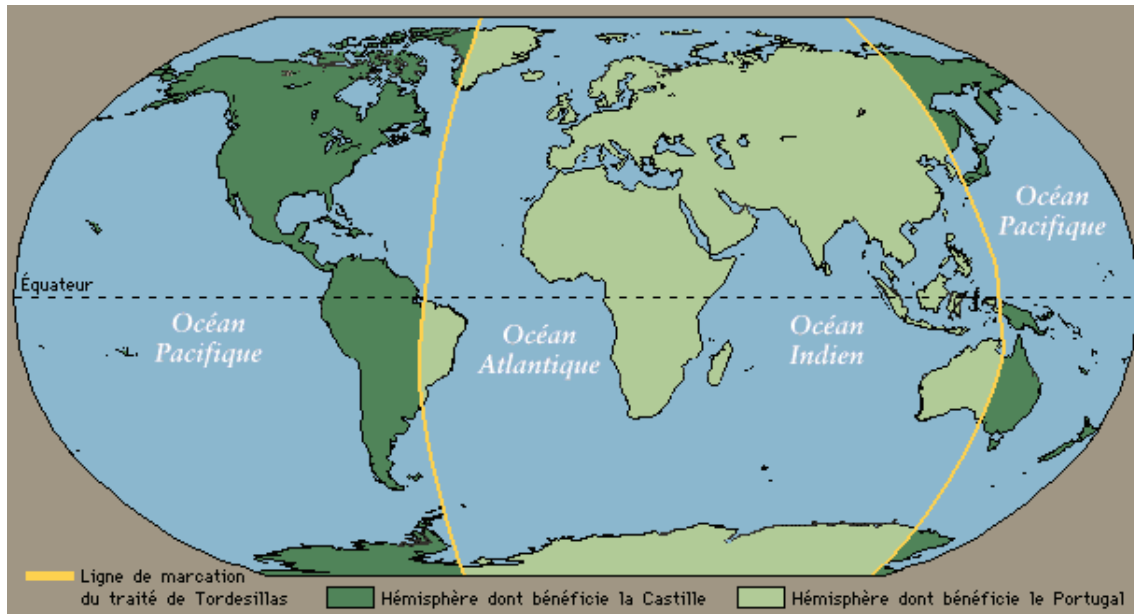 Océan
Pacifique
Équateur
Océan
Pacifique
Océan
Atlantique
Océan
Indien
Ligne de marcation
du traité de Tordesillas
Hémisphère dont bénéficie la Castille
Hémisphère dont bénéficie le Portugal